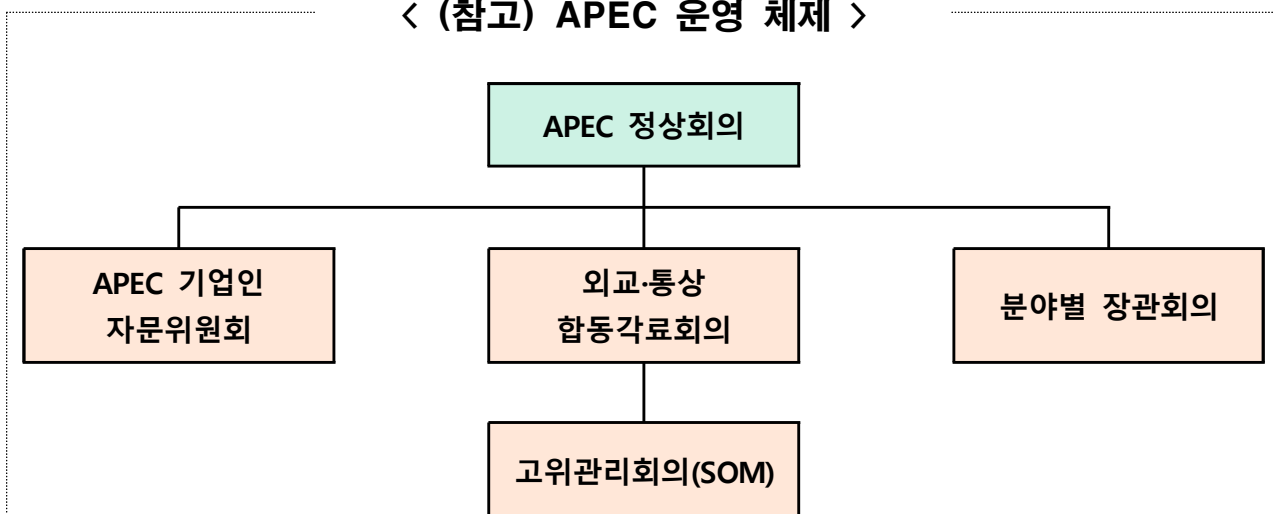 < (참고) APEC 운영 체제 >
APEC 정상회의
APEC 기업인
자문위원회
외교·통상
합동각료회의
분야별 장관회의
고위관리회의(SOM)